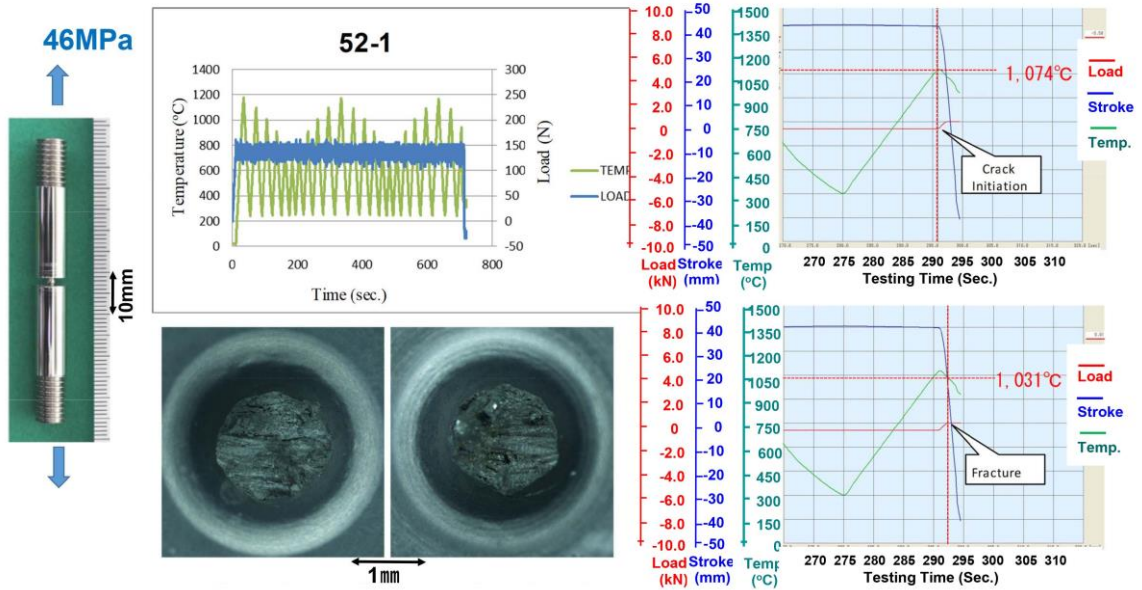 46MPa
10mm
52-1
Temperature (°C)
1400
1200
1000
800
600
400
200
0
300
250
200
150
100
50
0
-50
Load (N)
TEMP
LOAD
0
200
400
600
800
Time (sec.)
1mm
10.0
8.0
6.0
4.0
2.0
0
-2.0
-4.0
-6.0
-8.0
-10.0
Load
(kN)
50
40
30
20
10
0
-10
-20
-30
-40
-50
Stroke
(mm)
1500
1350
1200
1050
900
750
600
450
300
150
0
Temp
(°C)
1,074℃
Crack
Initiation
Load
Stroke
Temp.
270 275 280 285 290 295 300 305 310
Testing Time (Sec.)
10.0
8.0
6.0
4.0
2.0
0
-2.0
-4.0
-6.0
-8.0
-10.0
Load
(kN)
50
40
30
20
10
0
-10
-20
-30
-40
-50
Stroke
(mm)
1500
1350
1200
1050
900
750
600
450
300
150
0
Temp
(°C)
1,031℃
Fracture
Load
Stroke
Temp.
270 275 280 285 290 295 300 305 310
Testing Time (Sec.)